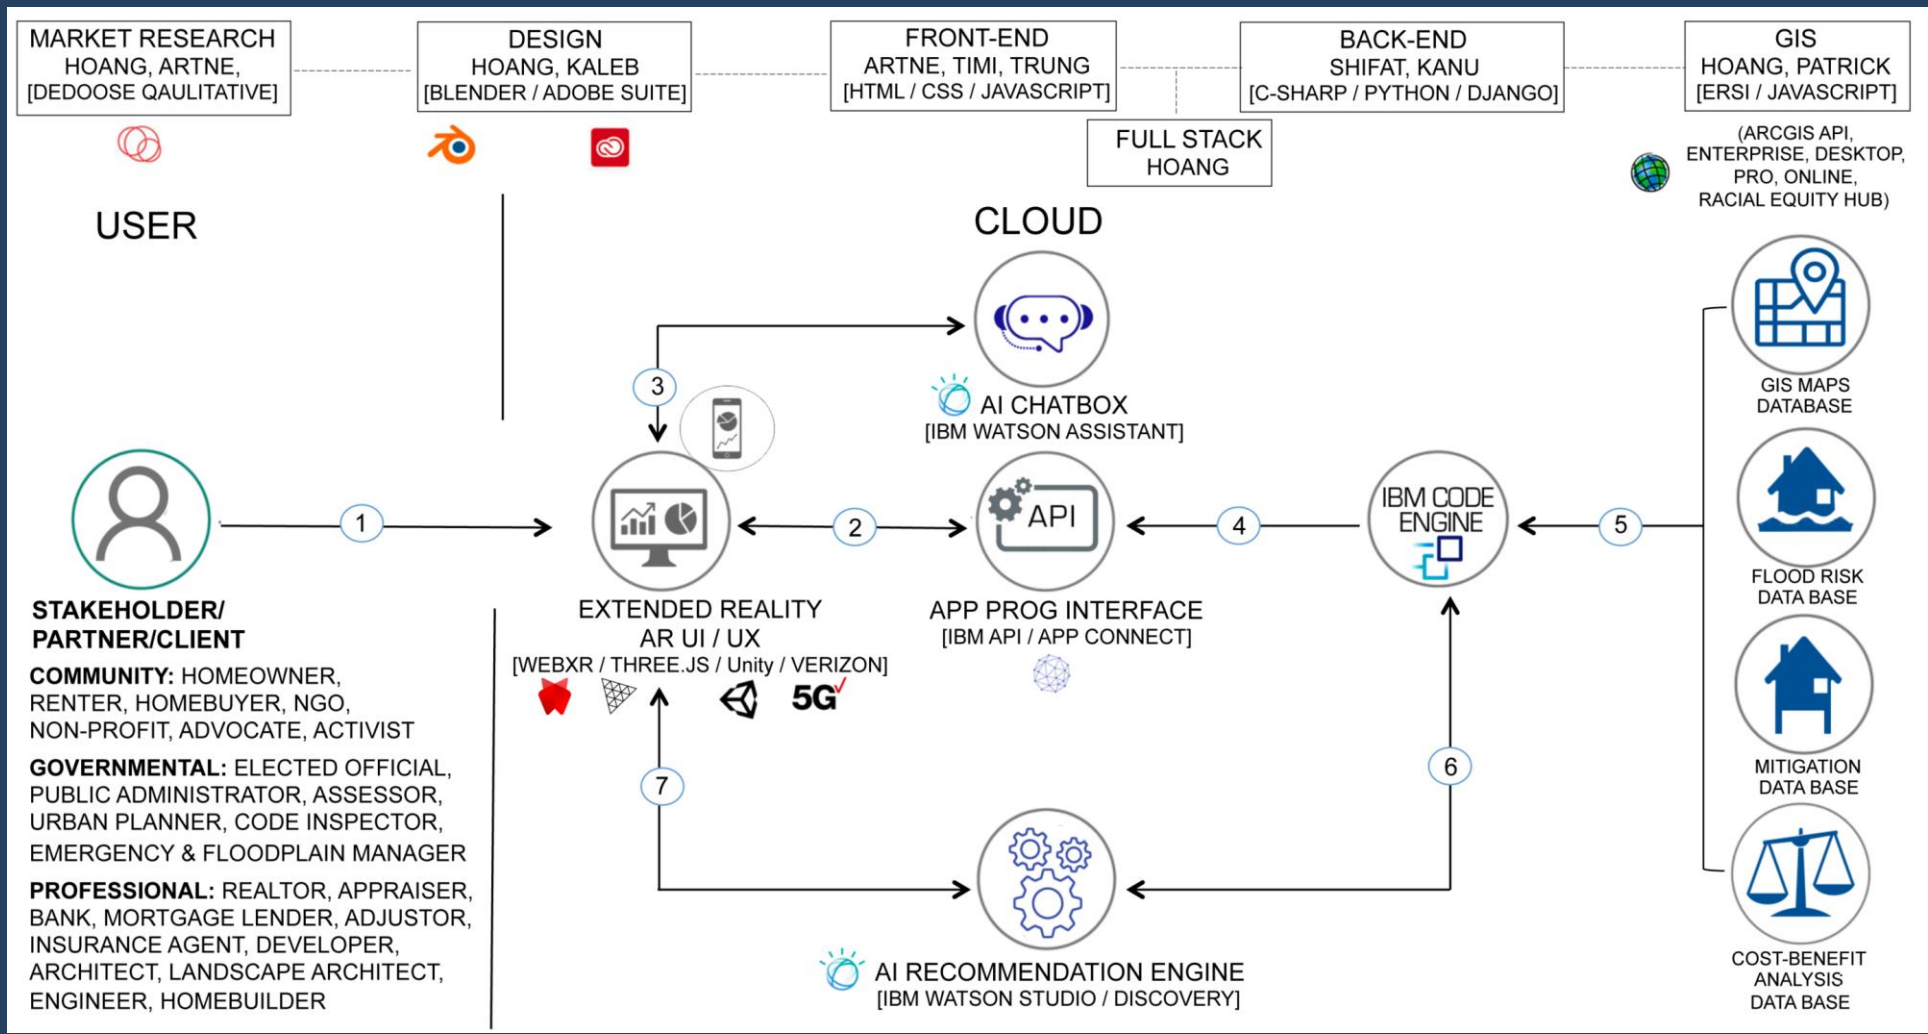 MARKET RESEARCH
HOANG, ARTNE,
[DEDOOSE QAULITATIVE]
DESIGN
HOANG, KALEB
[BLENDER / ADOBE SUITE]
FRONT-END
ARTNE, TIMI, TRUNG
[HTML / CSS / JAVASCRIPT]
BACK-END
SHIFAT, KANU
[C-SHARP / PYTHON / DJANGO]
GIS
HOANG, PATRICK
[ERSI / JAVASCRIPT]
FULL STACK
HOANG
(ARCGIS API,
ENTERPRISE, DESKTOP,
PRO, ONLINE,
RACIAL EQUITY HUB)
USER
CLOUD
3
AI CHATBOX
[IBM WATSON ASSISTANT]
GIS MAPS
DATABASE
1
2
API
4
IBM CODE
ENGINE
5
FLOOD RISK
DATA BASE
STAKEHOLDER/
PARTNER/CLIENT
COMMUNITY: HOMEOWNER,
RENTER, HOMEBUYER, NGO,
NON-PROFIT, ADVOCATE, ACTIVIST
GOVERNMENTAL: ELECTED OFFICIAL,
PUBLIC ADMINISTRATOR, ASSESSOR,
URBAN PLANNER, CODE INSPECTOR,
EMERGENCY & FLOODPLAIN MANAGER
PROFESSIONAL: REALTOR, APPRAISER,
BANK, MORTGAGE LENDER, ADJUSTOR,
INSURANCE AGENT, DEVELOPER,
ARCHITECT, LANDSCAPE ARCHITECT,
ENGINEER, HOMEBUILDER
EXTENDED REALITY
AR UI / UX
[WEBXR / THREE.JS / Unity / VERIZON]
5G
APP PROG INTERFACE
[IBM API / APP CONNECT]
7
6
MITIGATION
DATA BASE
AI RECOMMENDATION ENGINE
[IBM WATSON STUDIO / DISCOVERY]
COST-BENEFIT
ANALYSIS
DATA BASE